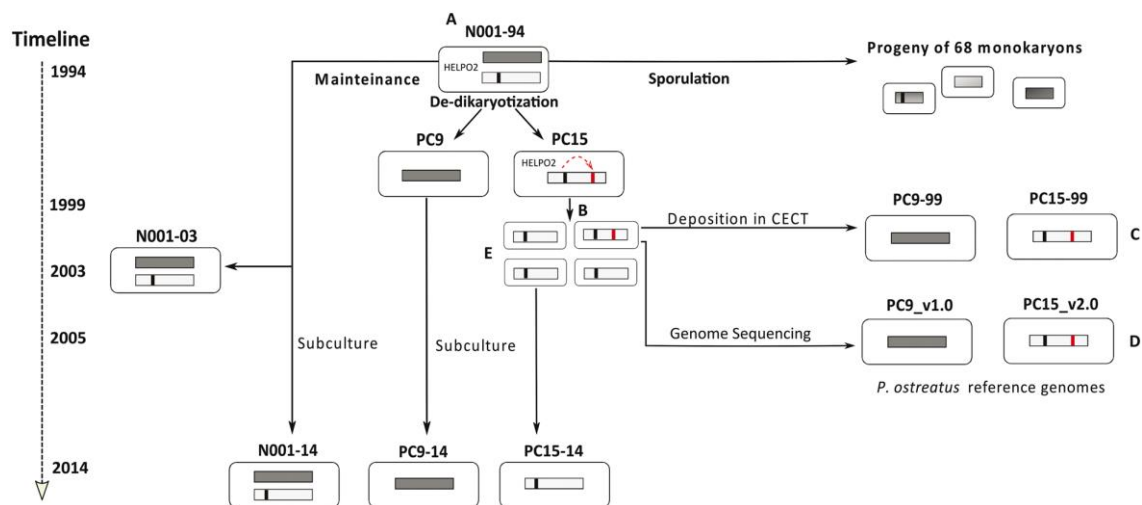 A
N001-94
Timeline
1994
HELPO2
Mainteinance
Sporulation
Progeny of 68 monokaryons
De-dikaryotization
PC9
PC15
HELPO2
1999
B
Deposition in CECT
PC9-99
PC15-99
C
N001-03
E
2003
PC9_v1.0
PC15_v2.0
2005
Subculture
Subculture
Genome Sequencing
D
P. ostreatus reference genomes
N001-14
PC9-14
PC15-14
2014